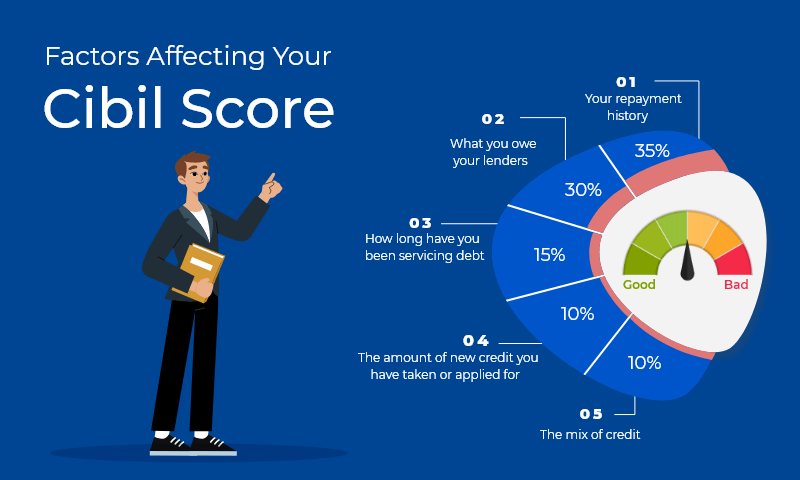 Factors Affecting Your
Cibil Score
01
Your repayment
history
35%
02
What you owe
your lenders
30%
03
How long have you
been servicing debt
15%
04
The amount of new credit you
have taken or applied for
10%
05
The mix of credit
10%
Good
Bad